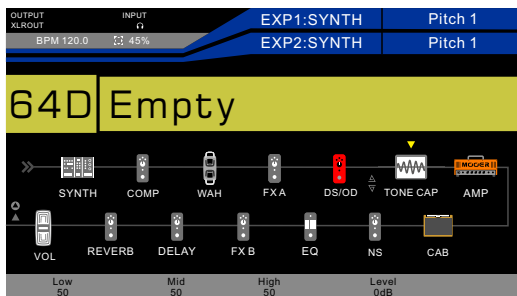 OUTPUT INPUT EXP1:SYNTH Pitch 1
XLROUT
BPM 120.0 45% EXP2:SYNTH Pitch 1
64D Empty
MOOER
SYNTH COMP WAH FX A DS/OD TONE CAP AMP
VOL REVERB DELAY FX B EQ NS CAB
Low Mid High Level
50 50 50 0dB